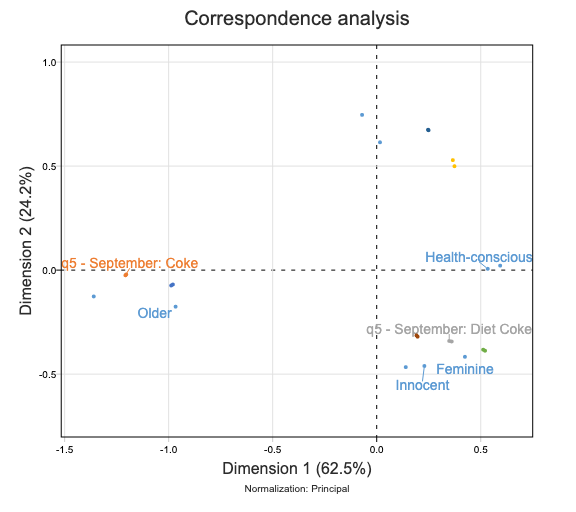 Correspondence analysis
1.0
0.5
0.0
-0.5
Dimension 2 (24.2%)
q5 - September: Coke
Health-conscious
Older
q5 - September: Diet Coke
Feminine
Innocent
-1.5 -1.0 -0.5 0.0 0.5
Dimension 1 (62.5%)
Normalization: Principal